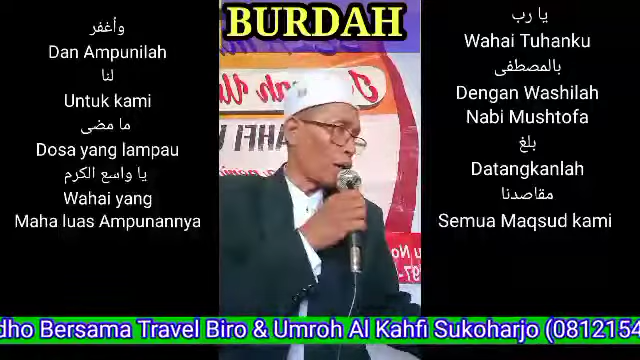 BURDAH
وأغفر
Dan Ampunilah
لنا
Untuk kami
ما مضى
Dosa yang lampau
يا واسع الكرم
Wahai yang
Maha luas Ampunannya
يا رب
Wahai Tuhanku
بالمصطفى
Dengan Washilah
Nabi Mushtofa
بلغ
Datangkanlah
مقاصدنا
Semua Maqsud kami
dho Bersama Travel Biro & Umroh Al Kahfi Sukoharjo (0812154